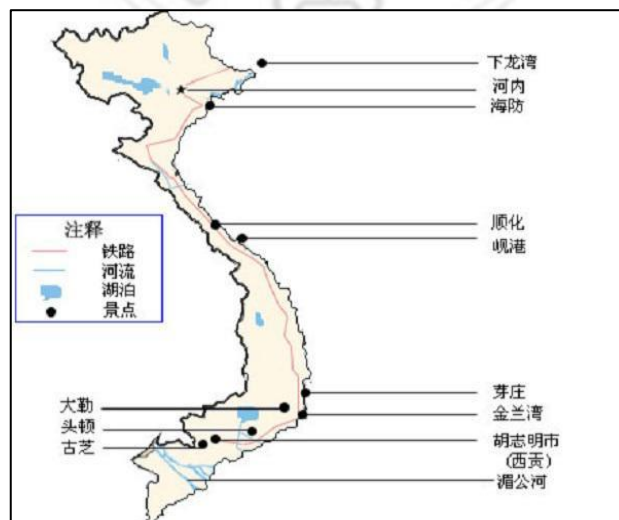 下龙湾
河内
海防
顺化
岘港
注释
铁路
河流
湖泊
景点
芽庄
大勒
金兰湾
头顿
胡志明市
(西贡)
古芝
湄公河